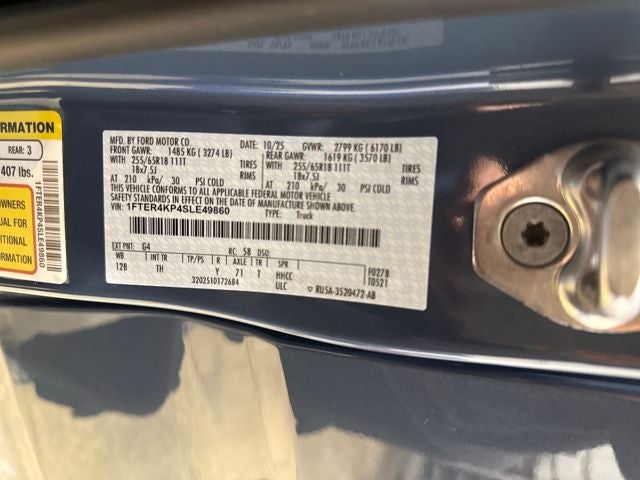 MFD. BY FORD MOTOR CO. 10/25 GVWR: 2799 KG ( 6170 LB)
FRONT GAWR: 1485 KG ( 3274 LB) REAR GAWR: 1619 KG ( 3570 LB)
WITH 255/65R18 111T TIRES WITH 255/65R18 111T TIRES
18x7.5J RIMS 18x7.5J RIMS
AT 210 kPa/ 30 PSI COLD AT 210 kPa/ 30 PSI COLD
THIS VEHICLE CONFORMS TO ALL APPLICABLE FEDERAL MOTOR VEHICLE
SAFETY STANDARDS IN EFFECT ON THE DATE OF MANUFACTURE SHOWN ABOVE.
VIN: 1FTER4KP4SLE49860 TYPE: Truck
EXT PNT: G4 RC: 5B DSO:
WB INT TR TP/PS R AXLE TR SPR
128 TH Y 71 T HHCC F0278
ULC TD521
3202510172684 RU5A-3520472-AB
ORMATION
REAR: 3
407 lbs.
OWNERS
UAL FOR
DITIONAL
RMATION
1FTER4KP4SLE49860